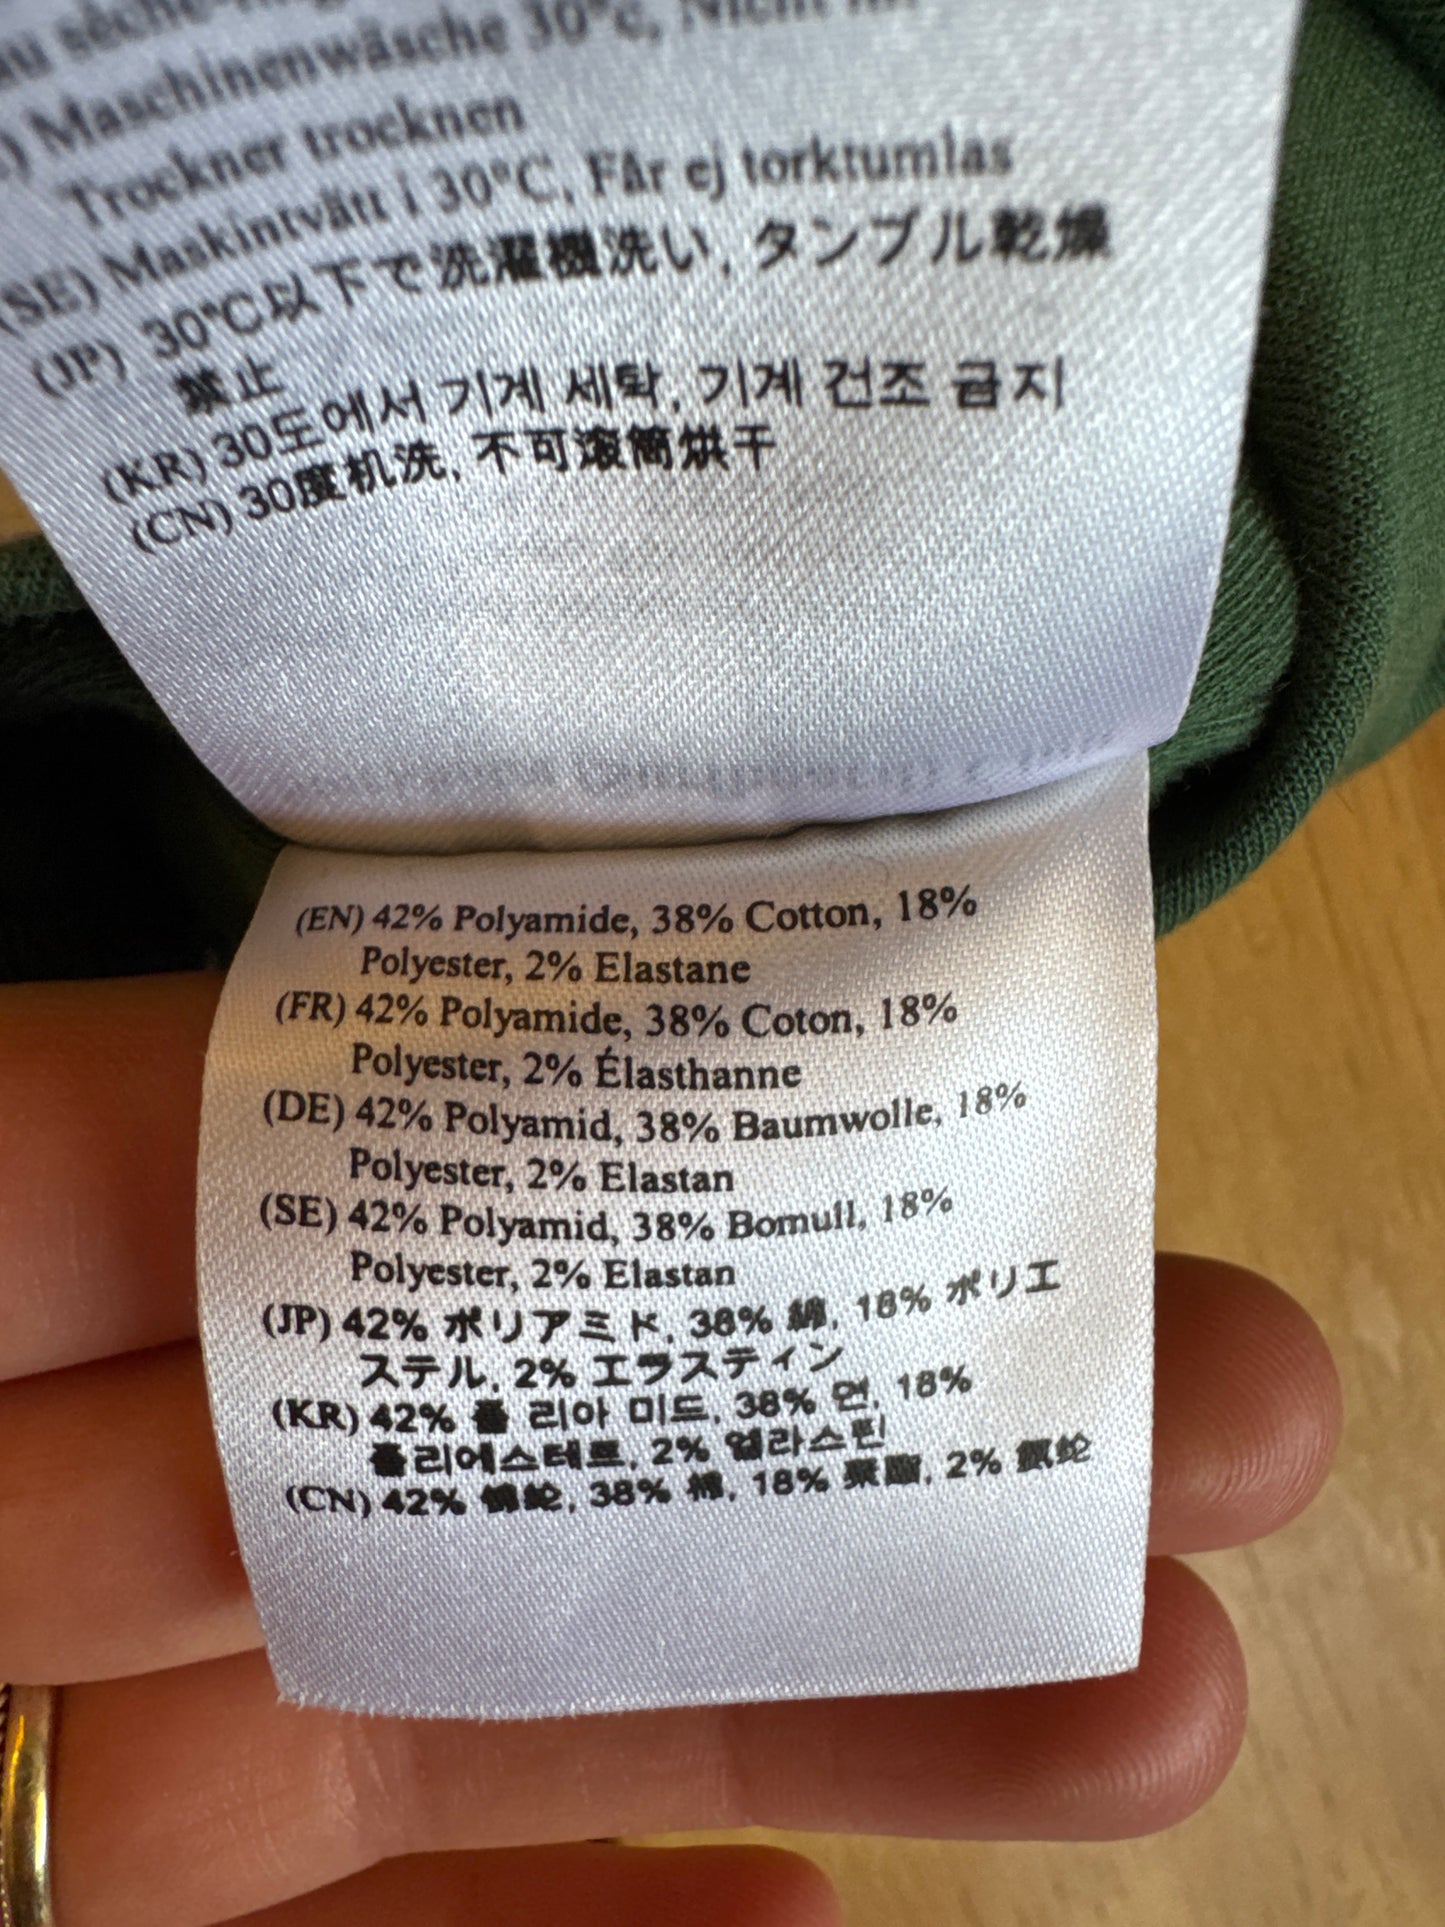 Maschinenwäsche 30°c, Nicht im
Trockner trocknen
(SE) Maskintvätt i 30°C, Får ej torktumlas
(JP) 30℃以下で洗濯機洗い, タンブル乾燥
禁止
(KR) 30도에서 기계 세탁, 기계 건조 금지
(CN) 30度机洗, 不可滚筒烘干
(EN) 42% Polyamide, 38% Cotton, 18%
Polyester, 2% Elastane
(FR) 42% Polyamide, 38% Coton, 18%
Polyester, 2% Élasthanne
(DE) 42% Polyamid, 38% Baumwolle, 18%
Polyester, 2% Elastan
(SE) 42% Polyamid, 38% Bomull, 18%
Polyester, 2% Elastan
(JP) 42% ポリアミド, 38% 綿, 18% ポリエ
ステル, 2% エラスティン
(KR) 42% 폴 리아 미드, 38% 면, 18%
폴리에스테르, 2% 엘라스틴
(CN) 42% 锦纶, 38% 棉, 18% 聚酯, 2% 氨纶